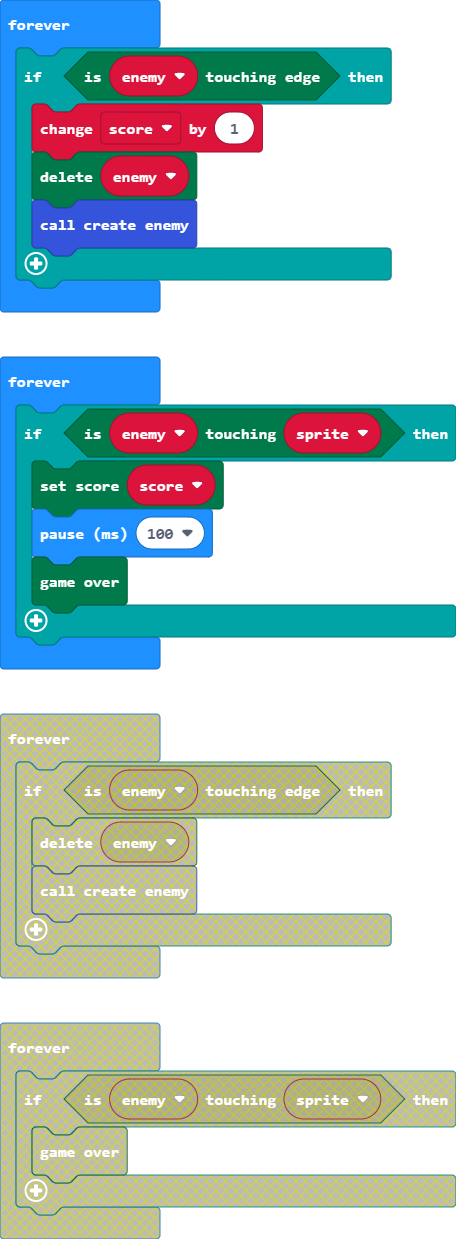 forever
if is enemy touching edge then
change score by 1
delete enemy
call create enemy
forever
if is enemy touching sprite then
set score score
pause (ms) 100
game over
forever
if is enemy touching edge then
delete enemy
call create enemy
forever
if is enemy touching sprite then
game over